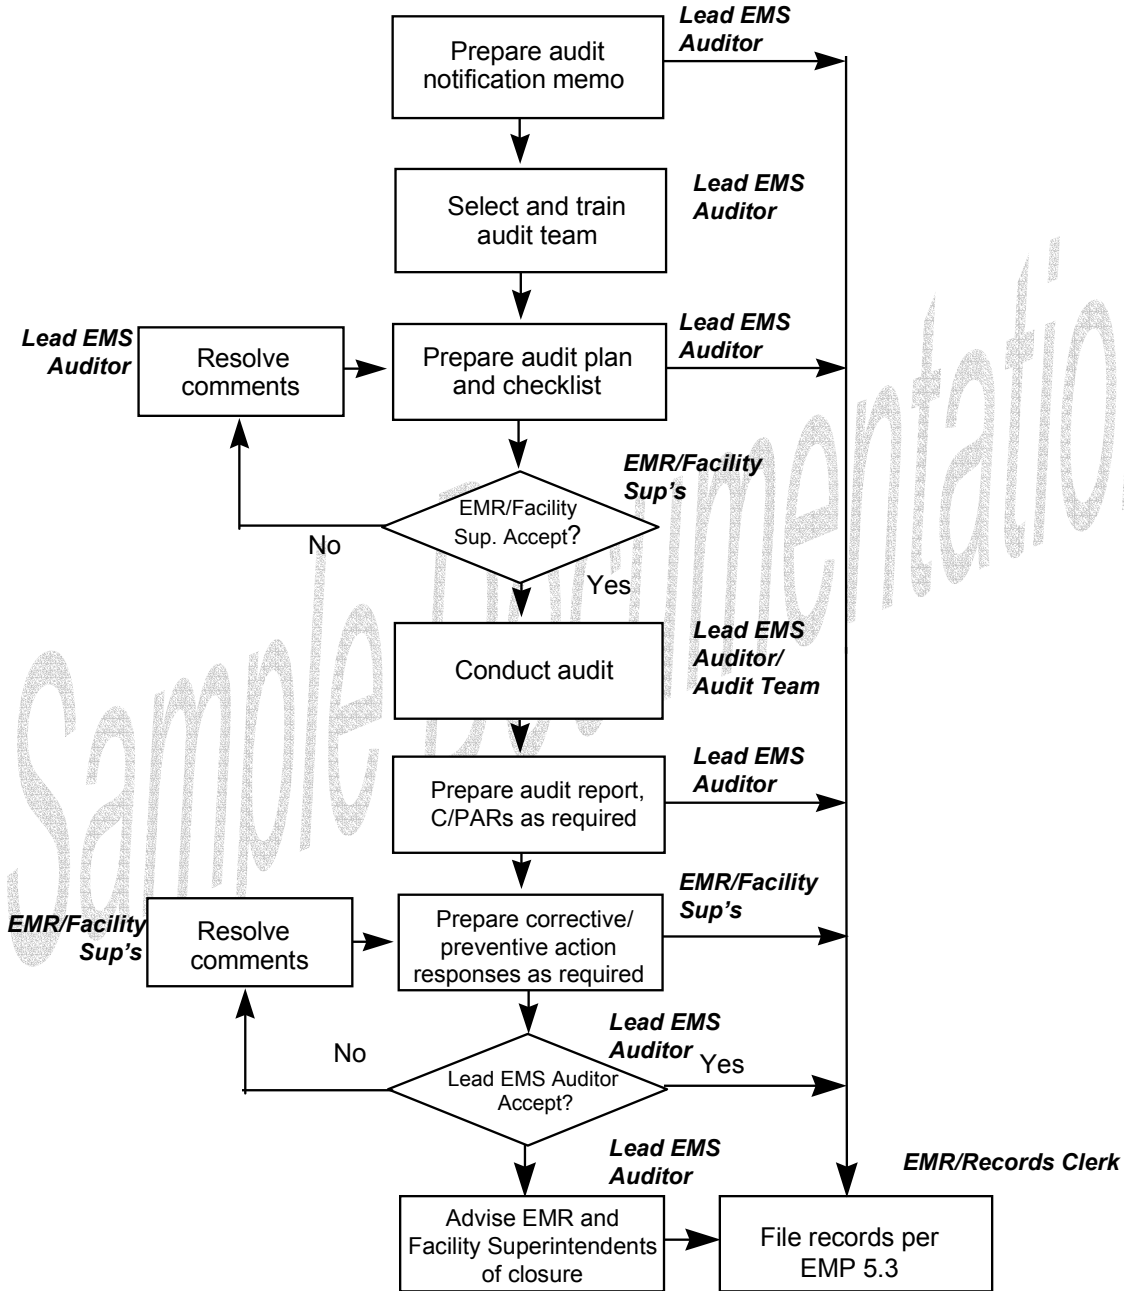 Lead EMS
Auditor
Prepare audit
notification memo
Lead EMS
Auditor
Select and train
audit team
Lead EMS
Auditor
Lead EMS
Auditor
Resolve
comments
Prepare audit plan
and checklist
EMR/Facility
Sup's
EMR/Facility
Sup. Accept?
No
Yes
Lead EMS
Auditor/
Audit Team
Conduct audit
Lead EMS
Auditor
Prepare audit report,
C/PARs as required
EMR/Facility
Sup's
EMR/Facility
Sup's
Resolve
comments
Prepare corrective/
preventive action
responses as required
Lead EMS
Auditor
No
Yes
Lead EMS Auditor
Accept?
Lead EMS
Auditor
EMR/Records Clerk
Advise EMR and
Facility Superintendents
of closure
File records per
EMP 5.3
Sample Documentation